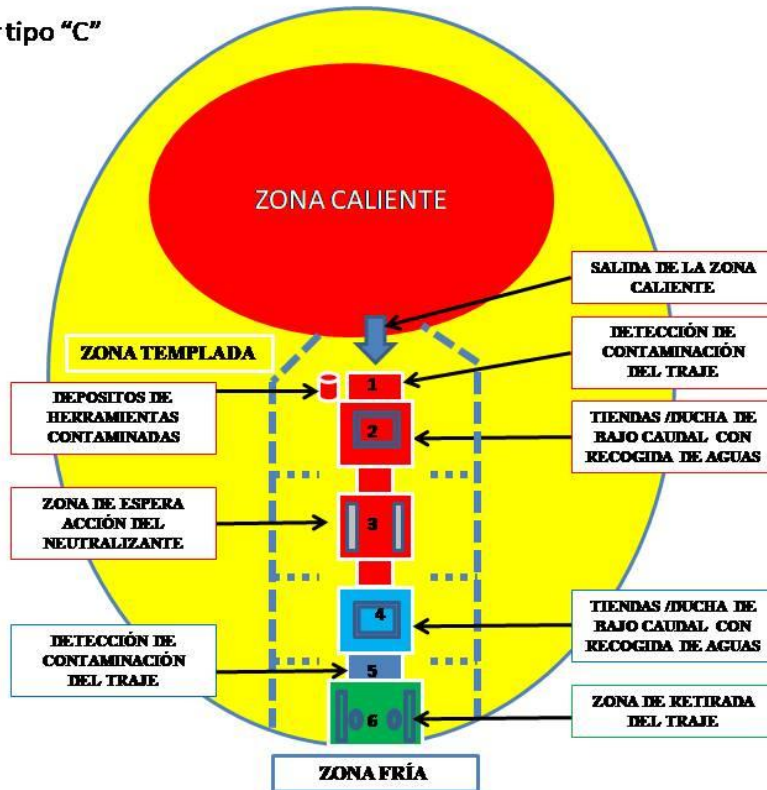 tipo “C”
ZONA CALIENTE
SALIDA DE LA ZONA
CALIENTE
ZONA TEMPLADA
DETECCIÓN DE
CONTAMINACIÓN
DEL TRAJE
1
DEPOSITOS DE
HERRAMIENTAS
CONTAMINADAS
2
TIENDAS /DUCHA DE
BAJO CAUDAL CON
RECOGIDA DE AGUAS
ZONA DE ESPERA
ACCIÓN DEL
NEUTRALIZANTE
3
4
TIENDAS /DUCHA DE
BAJO CAUDAL CON
RECOGIDA DE AGUAS
DETECCIÓN DE
CONTAMINACIÓN
DEL TRAJE
5
6
ZONA DE RETIRADA
DEL TRAJE
ZONA FRÍA